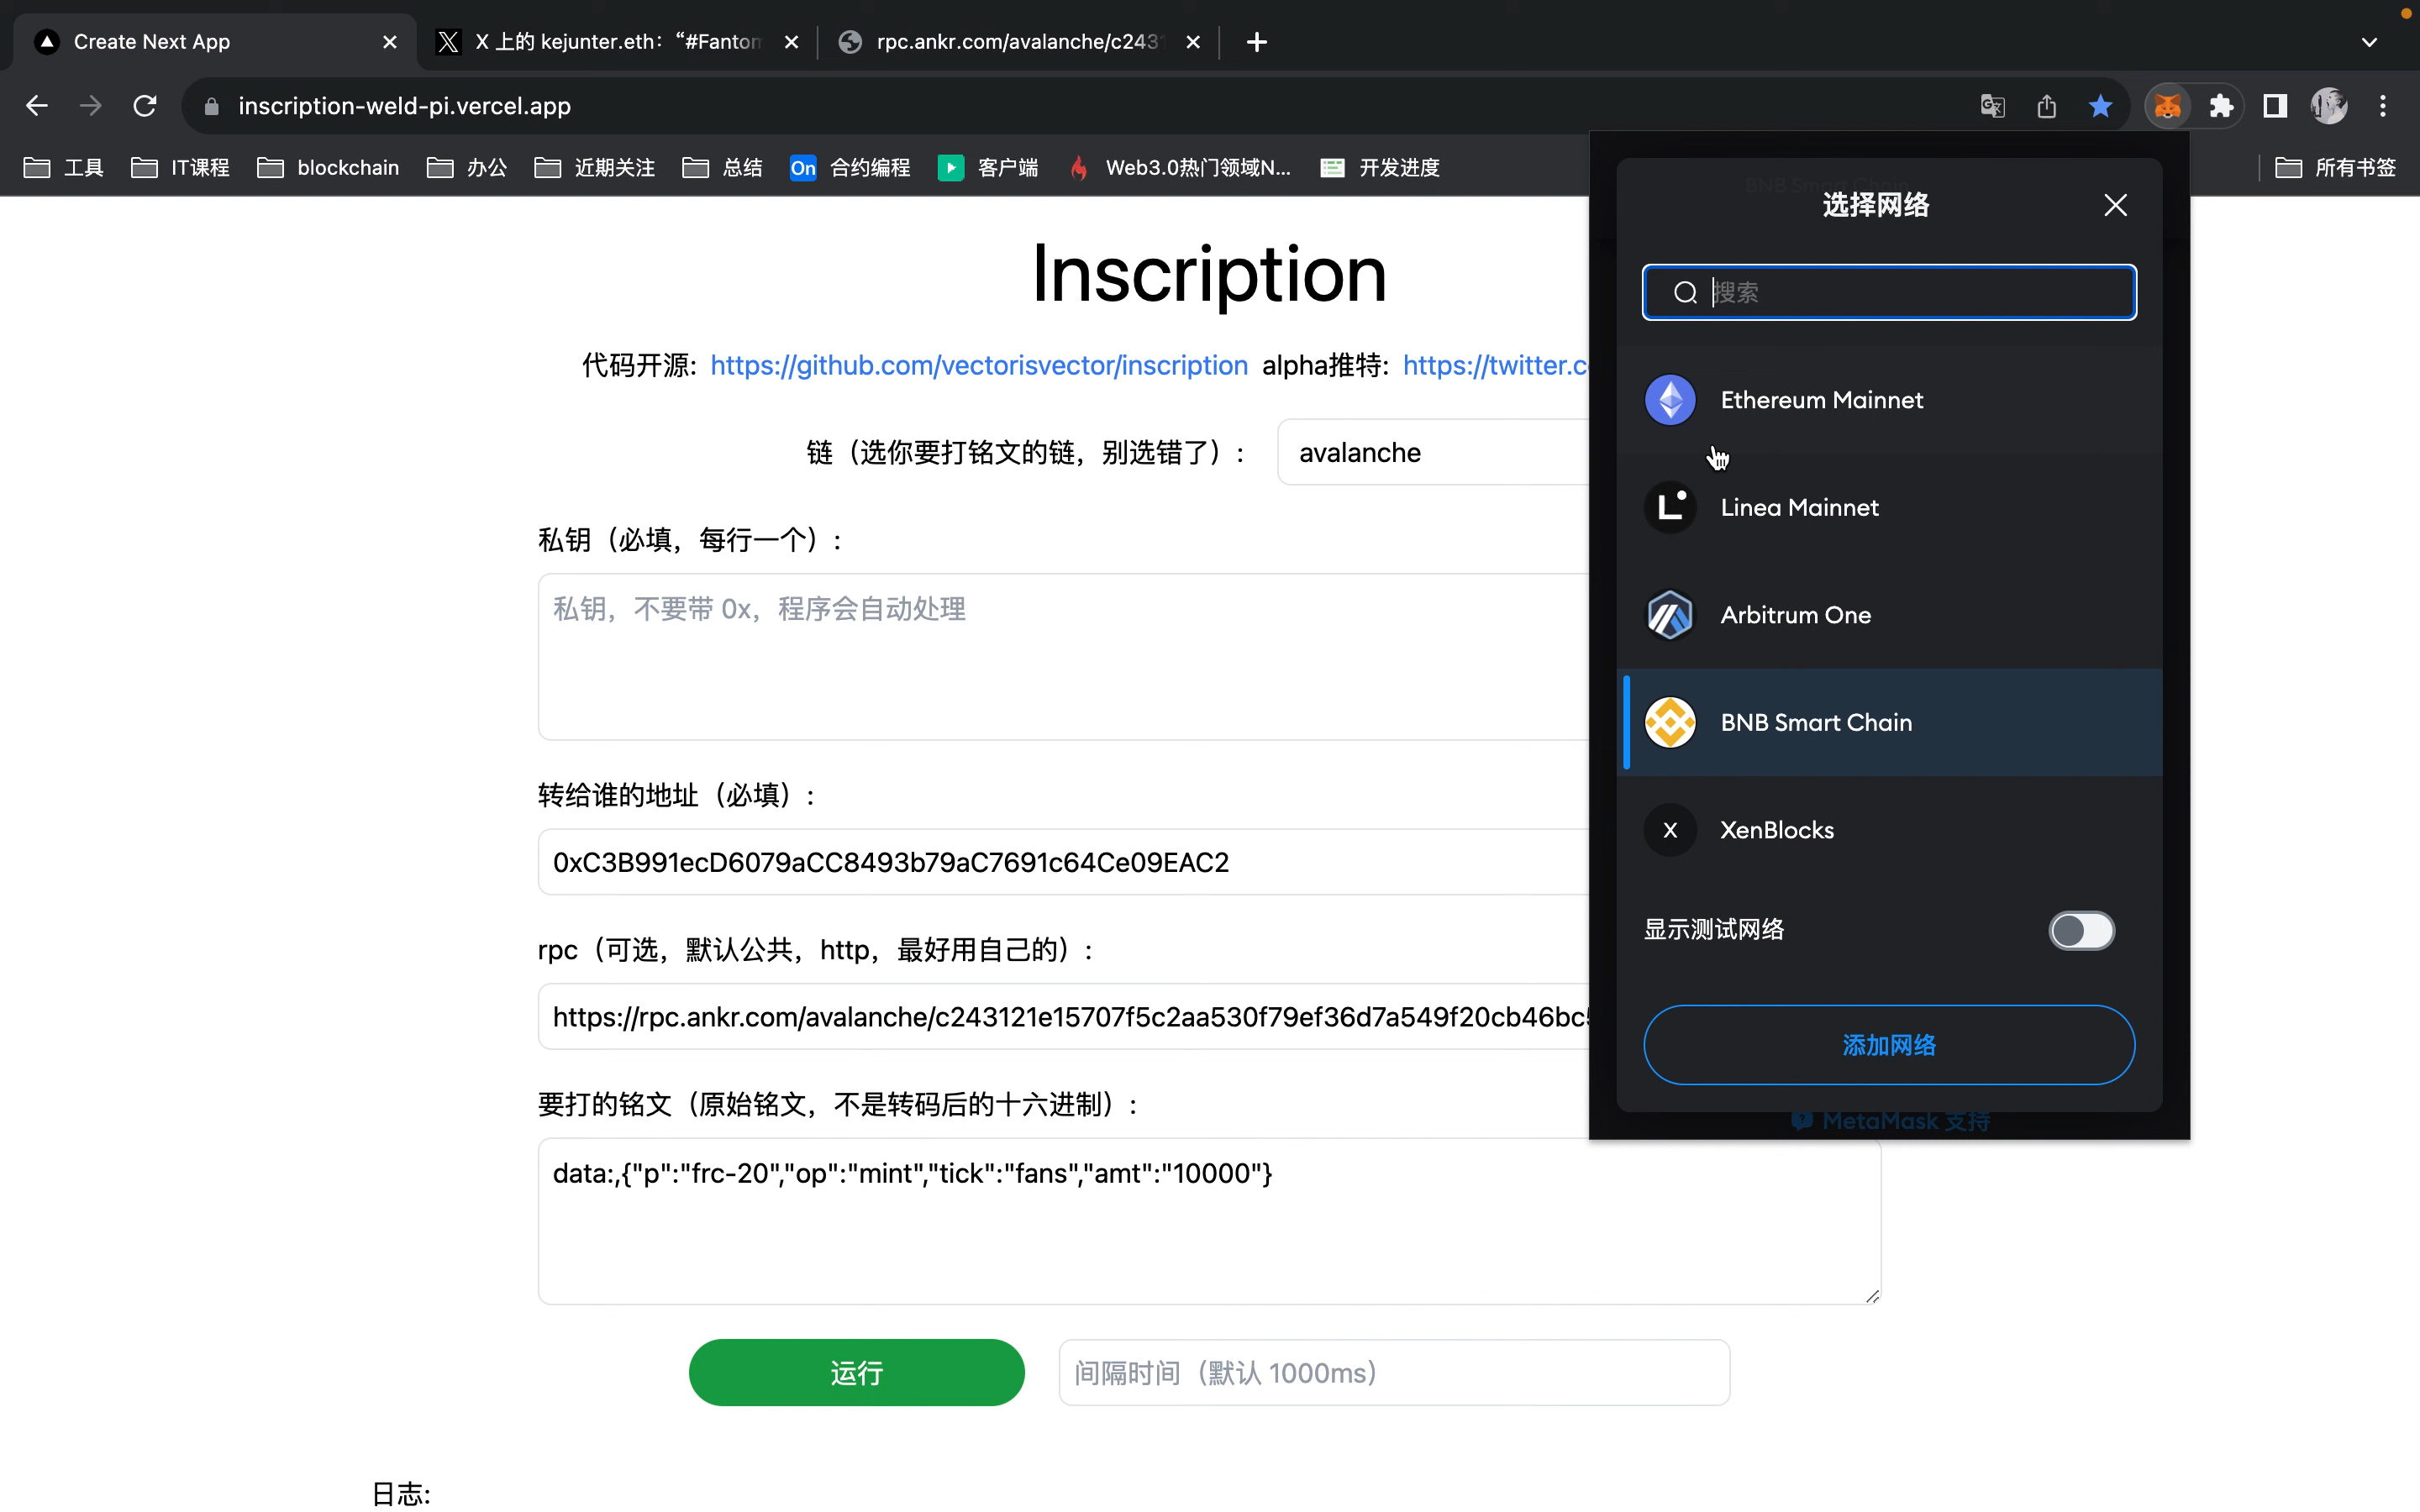 Create Next App
X 上的 kejunter.eth：“#Fantom
rpc.ankr.com/avalanche/c243
inscription-weld-pi.vercel.app
工具
IT课程
blockchain
办公
近期关注
总结
On 合约编程
客户端
Web3.0热门领域N...
开发进度
所有书签
Inscription
代码开源: https://github.com/vectorisvector/inscription alpha推特: https://twitter.c
链（选你要打铭文的链，别选错了）:
avalanche
私钥（必填，每行一个）:
私钥，不要带 0x，程序会自动处理
转给谁的地址（必填）:
0xC3B991ecD6079aCC8493b79aC7691c64Ce09EAC2
rpc（可选，默认公共，http，最好用自己的）:
https://rpc.ankr.com/avalanche/c243121e15707f5c2aa530f79ef36d7a549f20cb46bc
要打的铭文（原始铭文，不是转码后的十六进制）:
data:,{"p":"frc-20","op":"mint","tick":"fans","amt":"10000"}
运行
间隔时间（默认 1000ms）
日志:
BNB Smart Chain
选择网络
搜索
Ethereum Mainnet
Linea Mainnet
Arbitrum One
BNB Smart Chain
X XenBlocks
显示测试网络
添加网络
MetaMask 支持